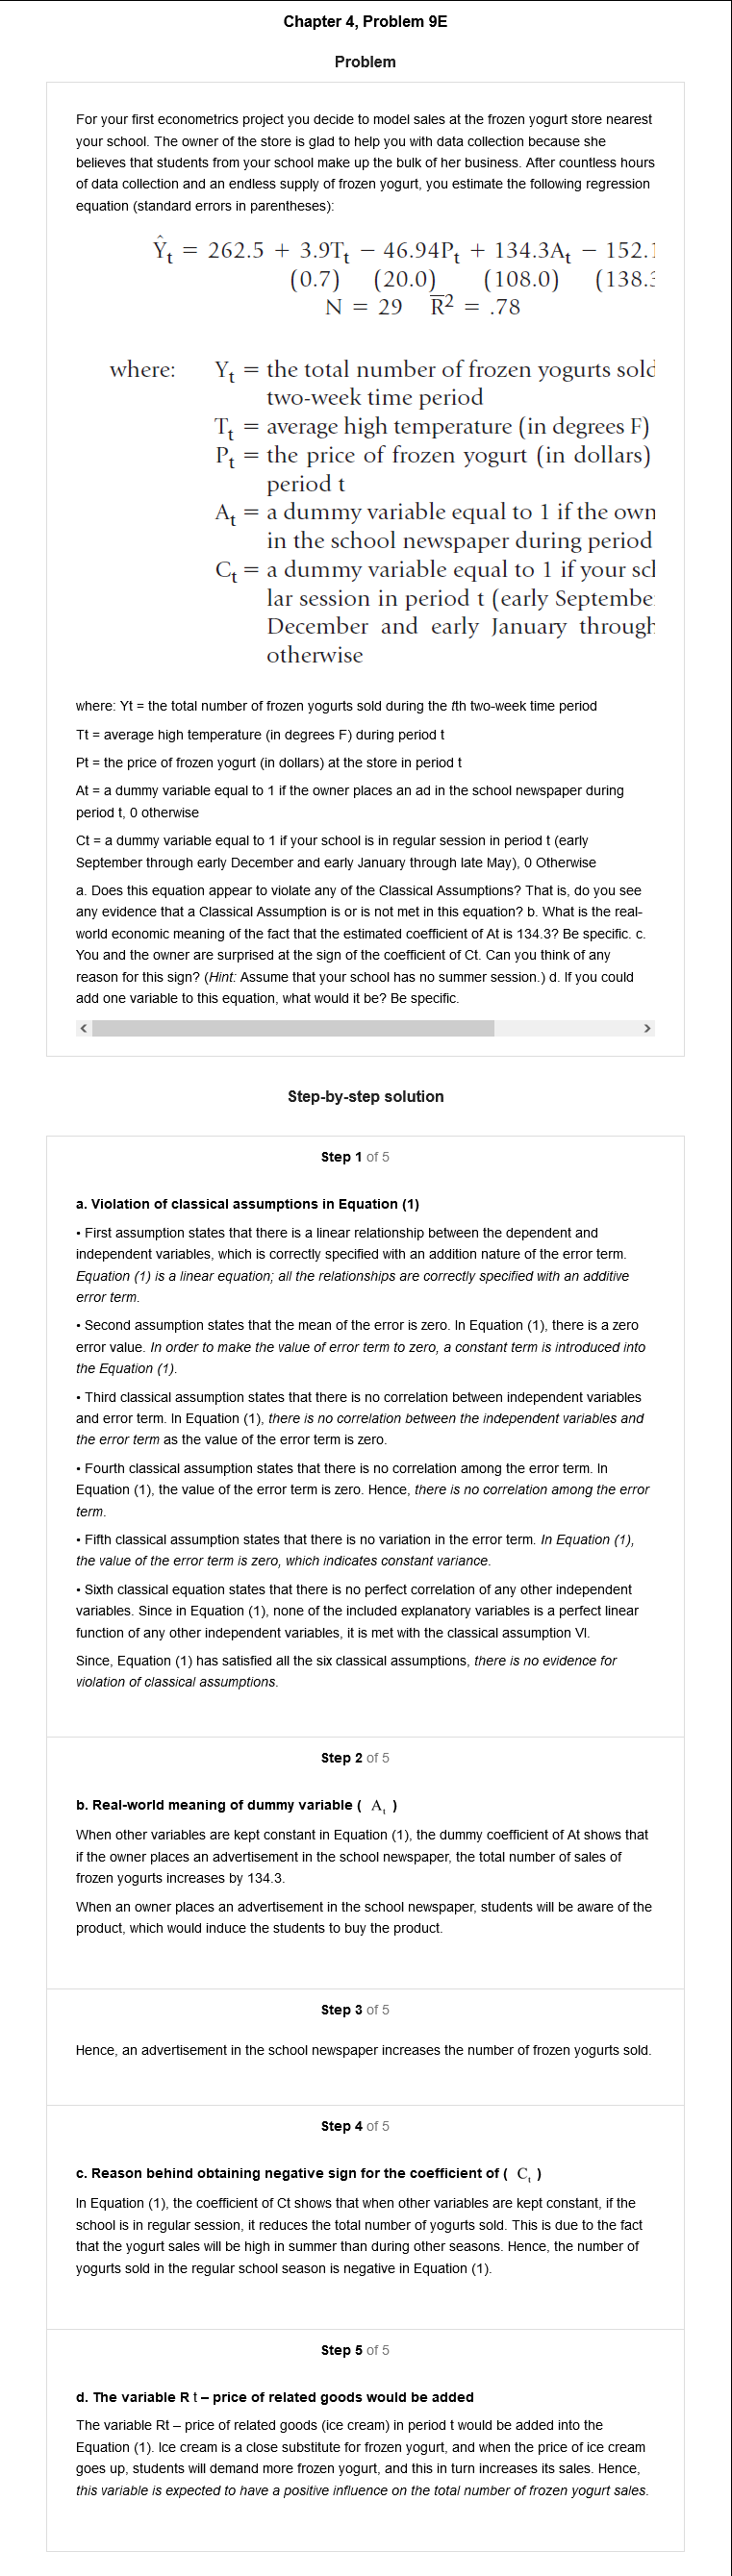 Chapter 4, Problem 9E
Problem
For your first econometrics project you decide to model sales at the frozen yogurt store nearest
your school. The owner of the store is glad to help you with data collection because she
believes that students from your school make up the bulk of her business. After countless hours
of data collection and an endless supply of frozen yogurt, you estimate the following regression
equation (standard errors in parentheses):
Ŷt = 262.5 + 3.9Tt − 46.94Pt + 134.3At − 152.1
(0.7) (20.0) (108.0) (138.3
N = 29 R̅2 = .78
where: Yt = the total number of frozen yogurts sold
two-week time period
Tt = average high temperature (in degrees F)
Pt = the price of frozen yogurt (in dollars)
period t
At = a dummy variable equal to 1 if the own
in the school newspaper during period
Ct = a dummy variable equal to 1 if your scl
lar session in period t (early Septembe
December and early January through
otherwise
where: Yt = the total number of frozen yogurts sold during the tth two-week time period
Tt = average high temperature (in degrees F) during period t
Pt = the price of frozen yogurt (in dollars) at the store in period t
At = a dummy variable equal to 1 if the owner places an ad in the school newspaper during
period t, 0 otherwise
Ct = a dummy variable equal to 1 if your school is in regular session in period t (early
September through early December and early January through late May), 0 Otherwise
a. Does this equation appear to violate any of the Classical Assumptions? That is, do you see
any evidence that a Classical Assumption is or is not met in this equation? b. What is the real-
world economic meaning of the fact that the estimated coefficient of At is 134.3? Be specific. c.
You and the owner are surprised at the sign of the coefficient of Ct. Can you think of any
reason for this sign? (Hint: Assume that your school has no summer session.) d. If you could
add one variable to this equation, what would it be? Be specific.
Step-by-step solution
Step 1 of 5
a. Violation of classical assumptions in Equation (1)
• First assumption states that there is a linear relationship between the dependent and
independent variables, which is correctly specified with an addition nature of the error term.
Equation (1) is a linear equation; all the relationships are correctly specified with an additive
error term.
• Second assumption states that the mean of the error is zero. In Equation (1), there is a zero
error value. In order to make the value of error term to zero, a constant term is introduced into
the Equation (1).
• Third classical assumption states that there is no correlation between independent variables
and error term. In Equation (1), there is no correlation between the independent variables and
the error term as the value of the error term is zero.
• Fourth classical assumption states that there is no correlation among the error term. In
Equation (1), the value of the error term is zero. Hence, there is no correlation among the error
term.
• Fifth classical assumption states that there is no variation in the error term. In Equation (1),
the value of the error term is zero, which indicates constant variance.
• Sixth classical equation states that there is no perfect correlation of any other independent
variables. Since in Equation (1), none of the included explanatory variables is a perfect linear
function of any other independent variables, it is met with the classical assumption VI.
Since, Equation (1) has satisfied all the six classical assumptions, there is no evidence for
violation of classical assumptions.
Step 2 of 5
b. Real-world meaning of dummy variable ( At )
When other variables are kept constant in Equation (1), the dummy coefficient of At shows that
if the owner places an advertisement in the school newspaper, the total number of sales of
frozen yogurts increases by 134.3.
When an owner places an advertisement in the school newspaper, students will be aware of the
product, which would induce the students to buy the product.
Step 3 of 5
Hence, an advertisement in the school newspaper increases the number of frozen yogurts sold.
Step 4 of 5
c. Reason behind obtaining negative sign for the coefficient of ( Ct )
In Equation (1), the coefficient of Ct shows that when other variables are kept constant, if the
school is in regular session, it reduces the total number of yogurts sold. This is due to the fact
that the yogurt sales will be high in summer than during other seasons. Hence, the number of
yogurts sold in the regular school season is negative in Equation (1).
Step 5 of 5
d. The variable R t – price of related goods would be added
The variable Rt – price of related goods (ice cream) in period t would be added into the
Equation (1). Ice cream is a close substitute for frozen yogurt, and when the price of ice cream
goes up, students will demand more frozen yogurt, and this in turn increases its sales. Hence,
this variable is expected to have a positive influence on the total number of frozen yogurt sales.